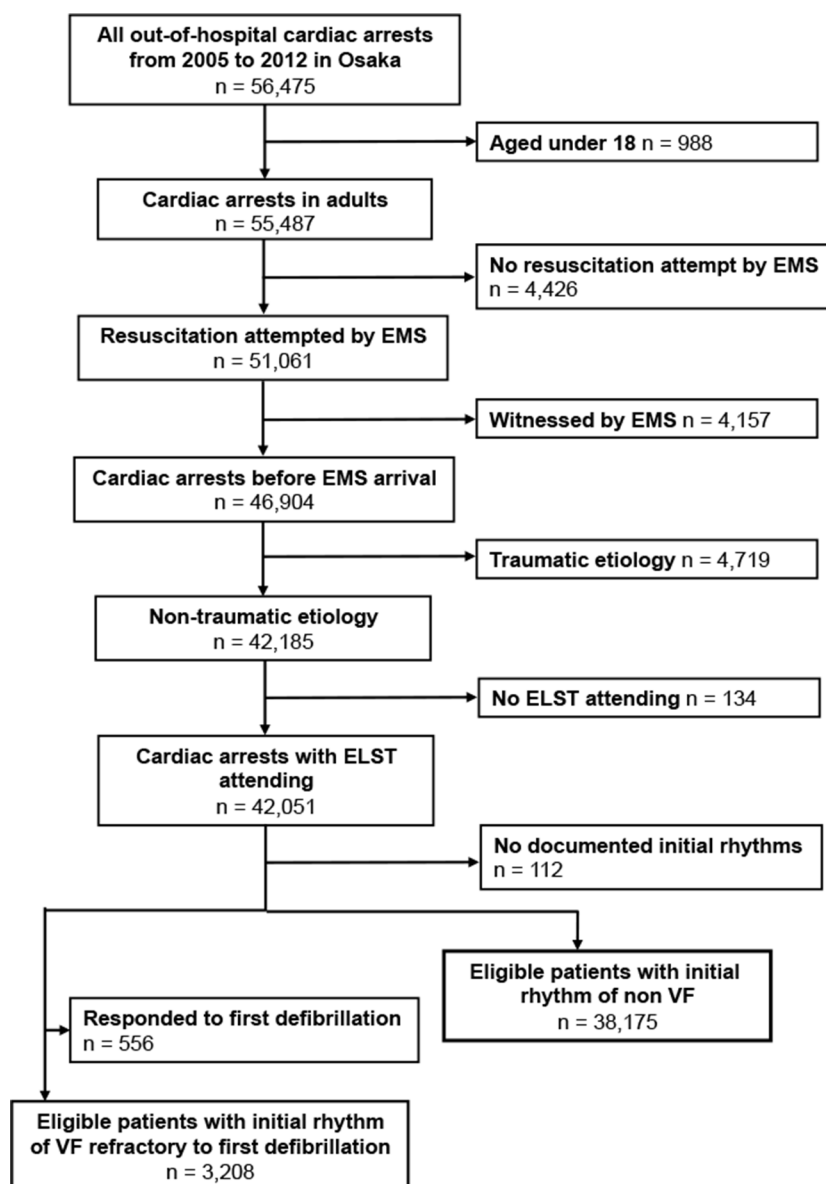 All out-of-hospital cardiac arrests
from 2005 to 2012 in Osaka
n = 56,475
Aged under 18 n = 988
Cardiac arrests in adults
n = 55,487
No resuscitation attempt by EMS
n = 4,426
Resuscitation attempted by EMS
n = 51,061
Witnessed by EMS n = 4,157
Cardiac arrests before EMS arrival
n = 46,904
Traumatic etiology n = 4,719
Non-traumatic etiology
n = 42,185
No ELST attending n = 134
Cardiac arrests with ELST
attending
n = 42,051
No documented initial rhythms
n = 112
Eligible patients with initial
rhythm of non VF
n = 38,175
Responded to first defibrillation
n = 556
Eligible patients with initial rhythm
of VF refractory to first defibrillation
n = 3,208